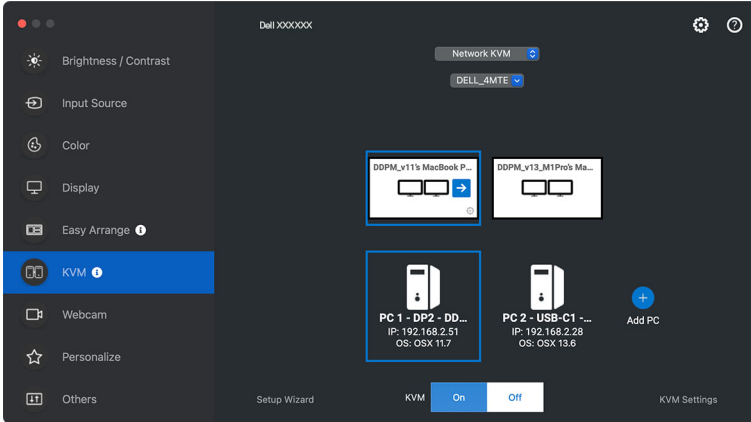 Dell XXXXXX
Brightness / Contrast
Input Source
Color
Display
Easy Arrange
KVM
Webcam
Personalize
Others
Network KVM
DELL_4MTE
DDPM_v11's MacBook P...
DDPM_v13_M1Pro's Ma...
PC 1 - DP2 - DD...
IP: 192.168.2.51
OS: OSX 11.7
PC 2 - USB-C1 -...
IP: 192.168.2.28
OS: OSX 13.6
Add PC
Setup Wizard
KVM
On
Off
KVM Settings